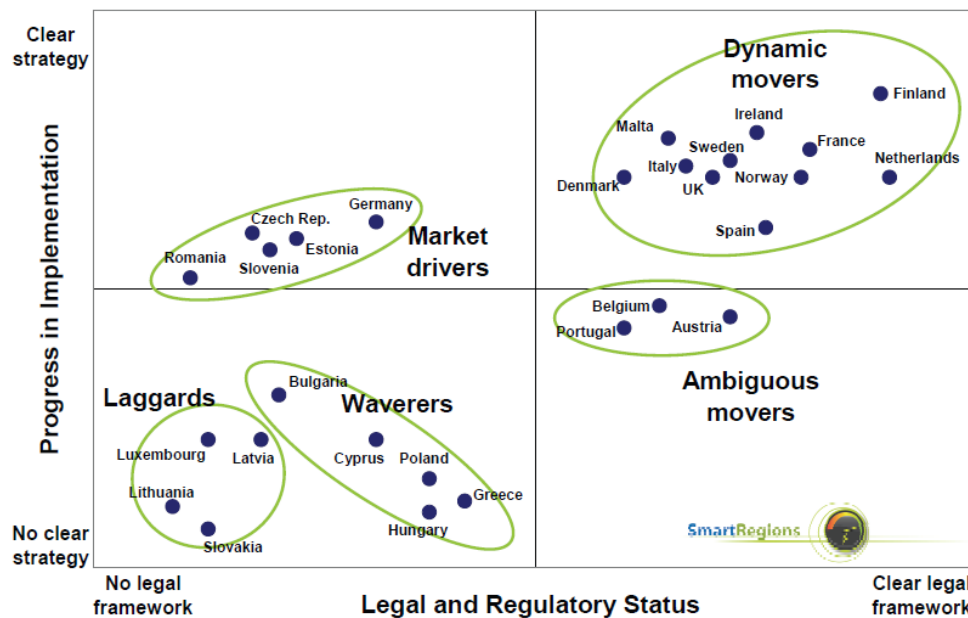 Clear
strategy
Dynamic
movers
Finland
Ireland
Malta
France
Sweden
Italy
Netherlands
Denmark
UK
Norway
Germany
Czech Rep.
Spain
Market
drivers
Estonia
Romania
Slovenia
Progress in Implementation
Belgium
Portugal
Austria
Bulgaria
Ambiguous
movers
Laggards
Waverers
Luxembourg
Latvia
Cyprus
Poland
Lithuania
Greece
Hungary
Slovakia
SmartRegions
No clear
strategy
No legal
framework
Legal and Regulatory Status
Clear legal
framework